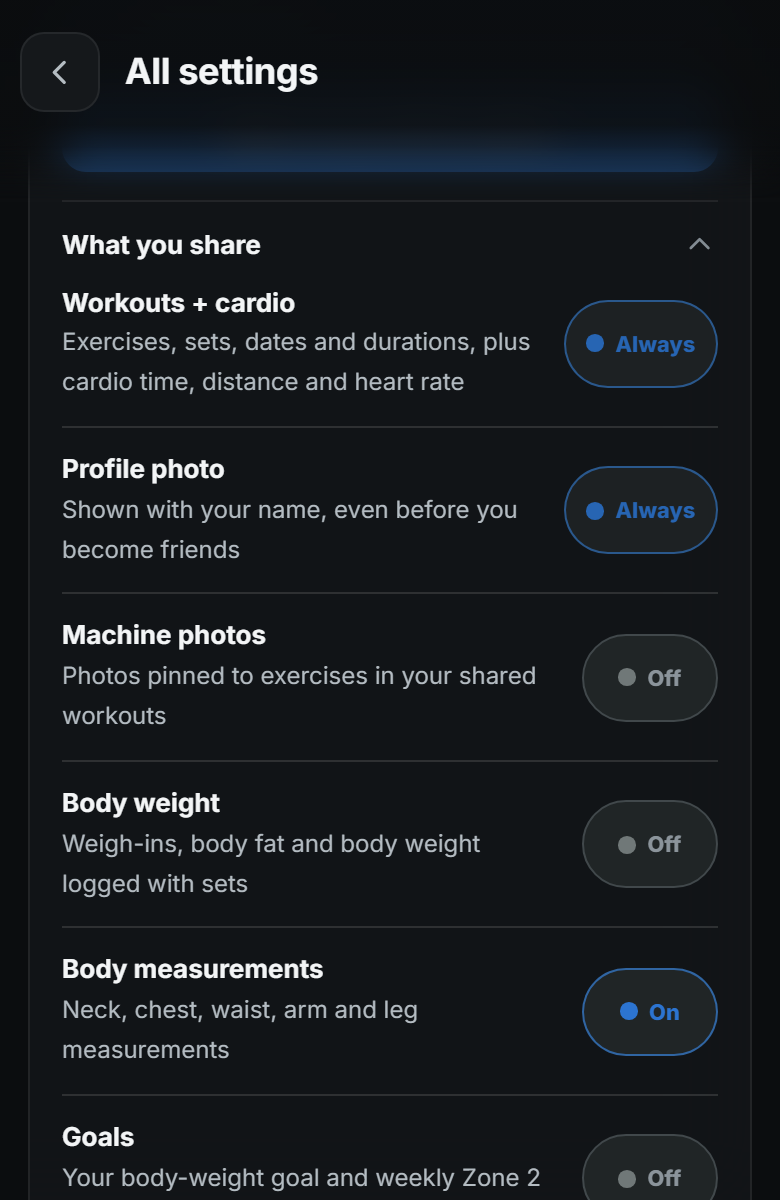 All settings
What you share
Workouts + cardio
Exercises, sets, dates and durations, plus
cardio time, distance and heart rate
Always
Profile photo
Shown with your name, even before you
become friends
Always
Machine photos
Photos pinned to exercises in your shared
workouts
Off
Body weight
Weigh-ins, body fat and body weight
logged with sets
Off
Body measurements
Neck, chest, waist, arm and leg
measurements
On
Goals
Your body-weight goal and weekly Zone 2
Off